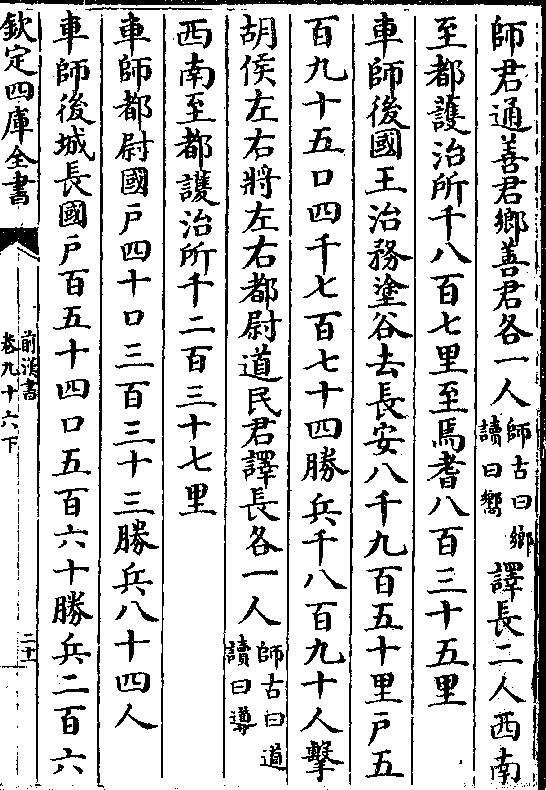 師君通善君鄉善君各一人師古曰鄉讀曰嚮譯長二人西南
至都護治所千八百七里至焉耆八百三十五里
車師後國王治務塗谷去長安八千九百五十里戶五
百九十五口四千七百七十四勝兵千八百九十人擊
胡侯左右將左右都尉道民君譯長各一人師古曰道讀曰導
西南至都護治所千二百三十七里
車師都尉國戶四十口三百三十三勝兵八十四人
車師後城長國戶百五十四口五百六十勝兵二百六
欽定四庫全書
前漢書
卷九十六下
二十